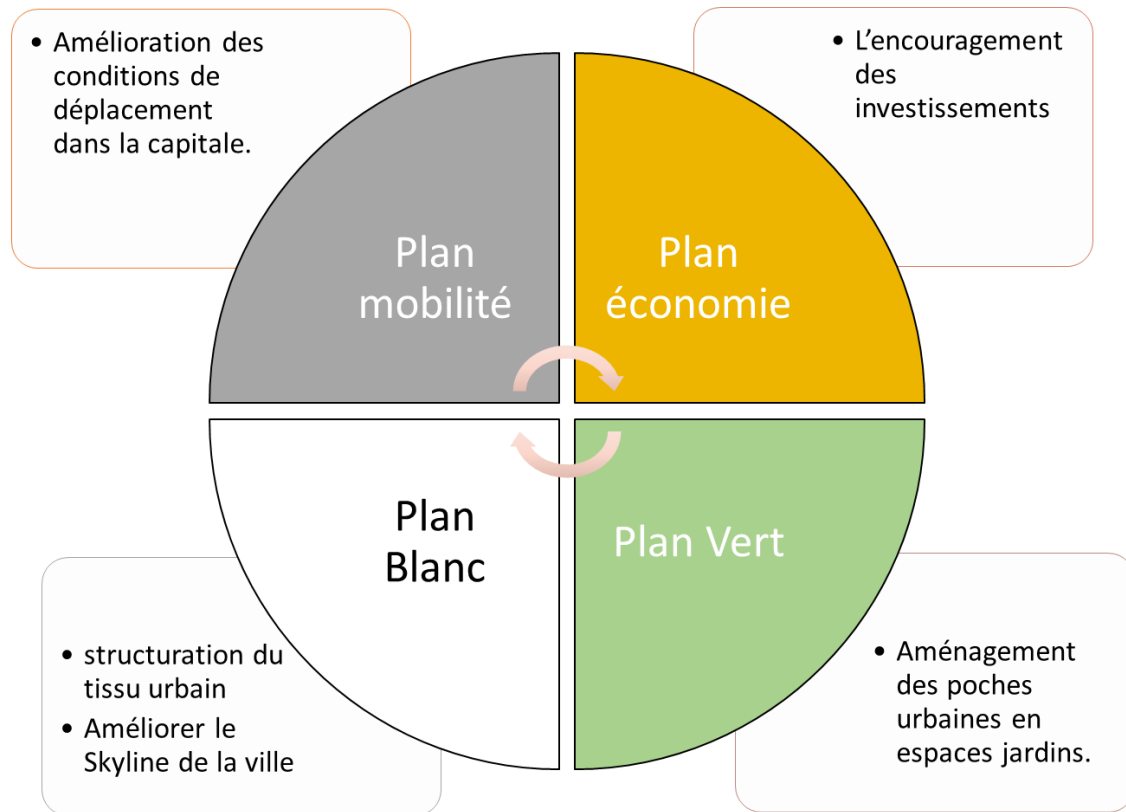 • Amélioration des
conditions de
déplacement
dans la capitale.
• L’encouragement
des
investissements
Plan
mobilité
Plan
économie
Plan
Blanc
Plan Vert
• structuration du
tissu urbain
• Améliorer le
Skyline de la ville
• Aménagement
des poches
urbaines en
espaces jardins.